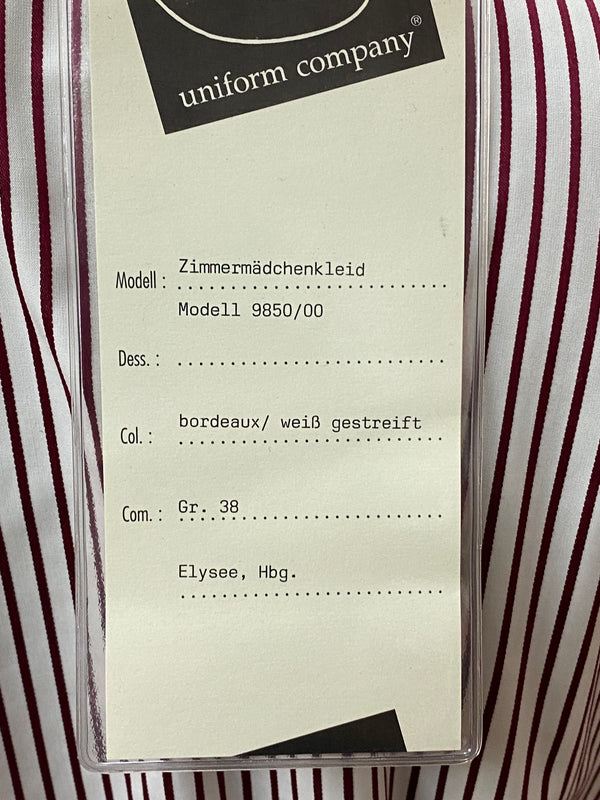 uniform company®
Modell : Zimmermädchenkleid
Modell 9850/00
Dess. :
Col. : bordeaux/ weiß gestreift
Com. : Gr. 38
Elysee, Hbg.